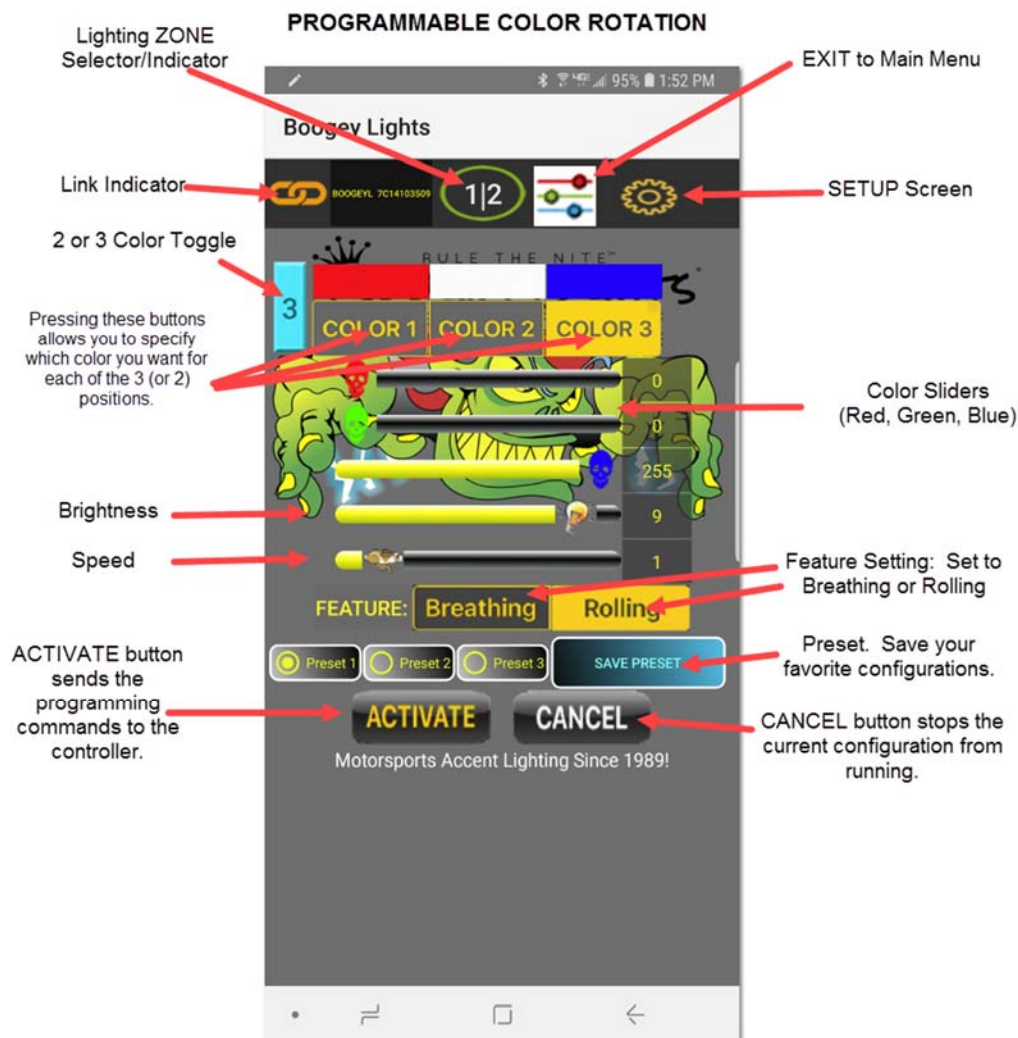 PROGRAMMABLE COLOR ROTATION
Lighting ZONE
Selector/Indicator
EXIT to Main Menu
95% 1:52 PM
Boogey Lights
Link Indicator
BOOGEYL 7C14103509
1|2
SETUP Screen
2 or 3 Color Toggle
RULE THE NITE™
3
COLOR 1
COLOR 2
COLOR 3
Pressing these buttons
allows you to specify
which color you want for
each of the 3 (or 2)
positions.
0
Color Sliders
(Red, Green, Blue)
0
255
Brightness
9
Speed
1
Feature Setting: Set to
Breathing or Rolling
FEATURE:
Breathing
Rolling
Preset 1
Preset 2
Preset 3
SAVE PRESET
Preset. Save your
favorite configurations.
ACTIVATE button
sends the
programming
commands to the
controller.
ACTIVATE
CANCEL
CANCEL button stops the
current configuration from
running.
Motorsports Accent Lighting Since 1989!